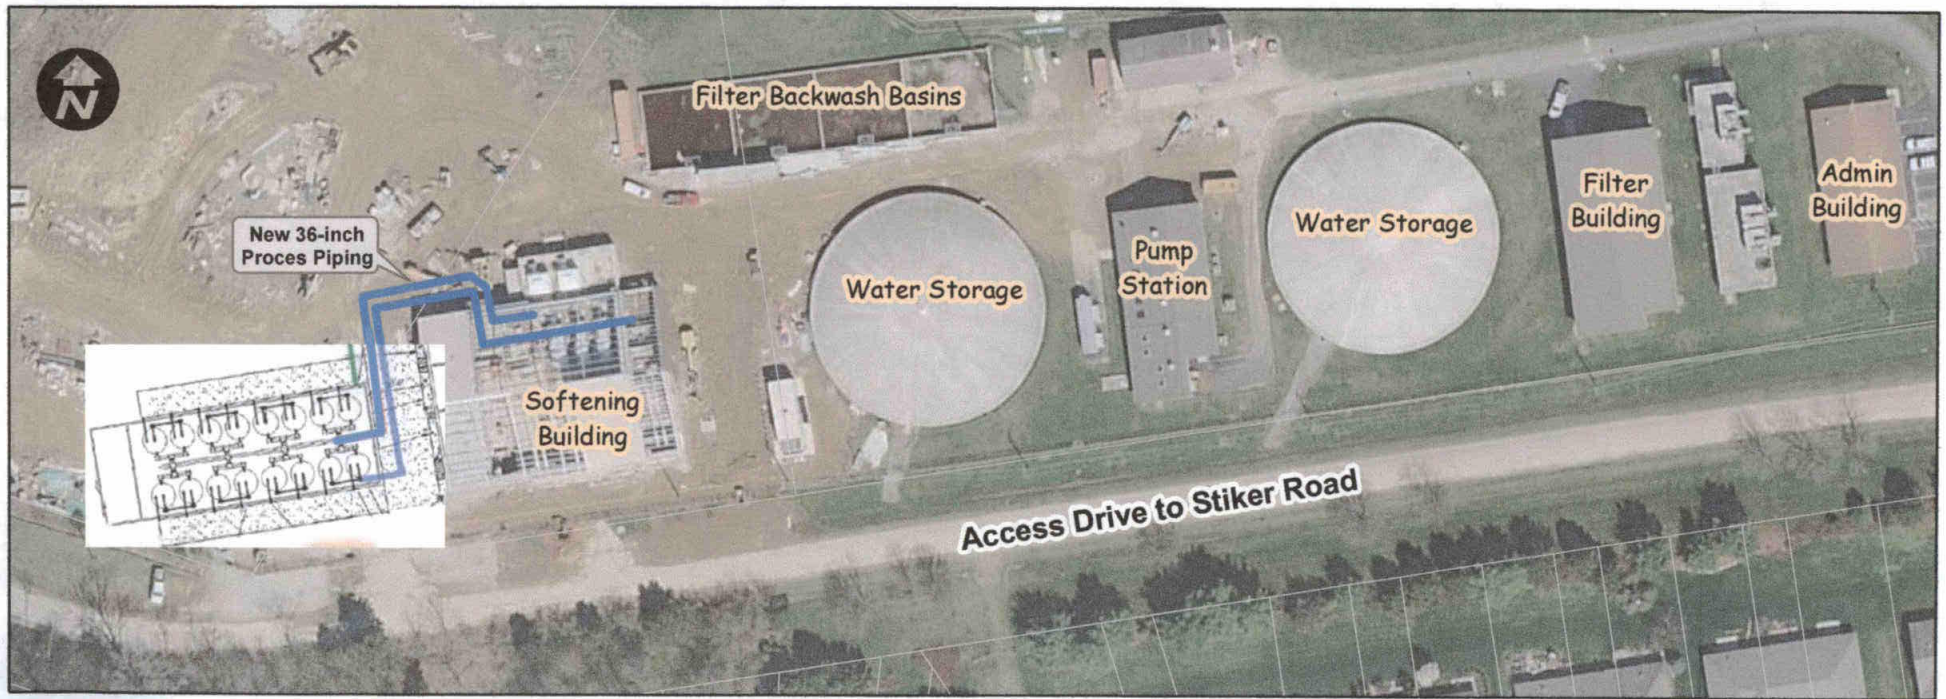 N
Filter Backwash Basins
New 36-inch
Proces Piping
Water Storage
Pump
Station
Water Storage
Filter
Building
Admin
Building
Softening
Building
Access Drive to Stiker Road